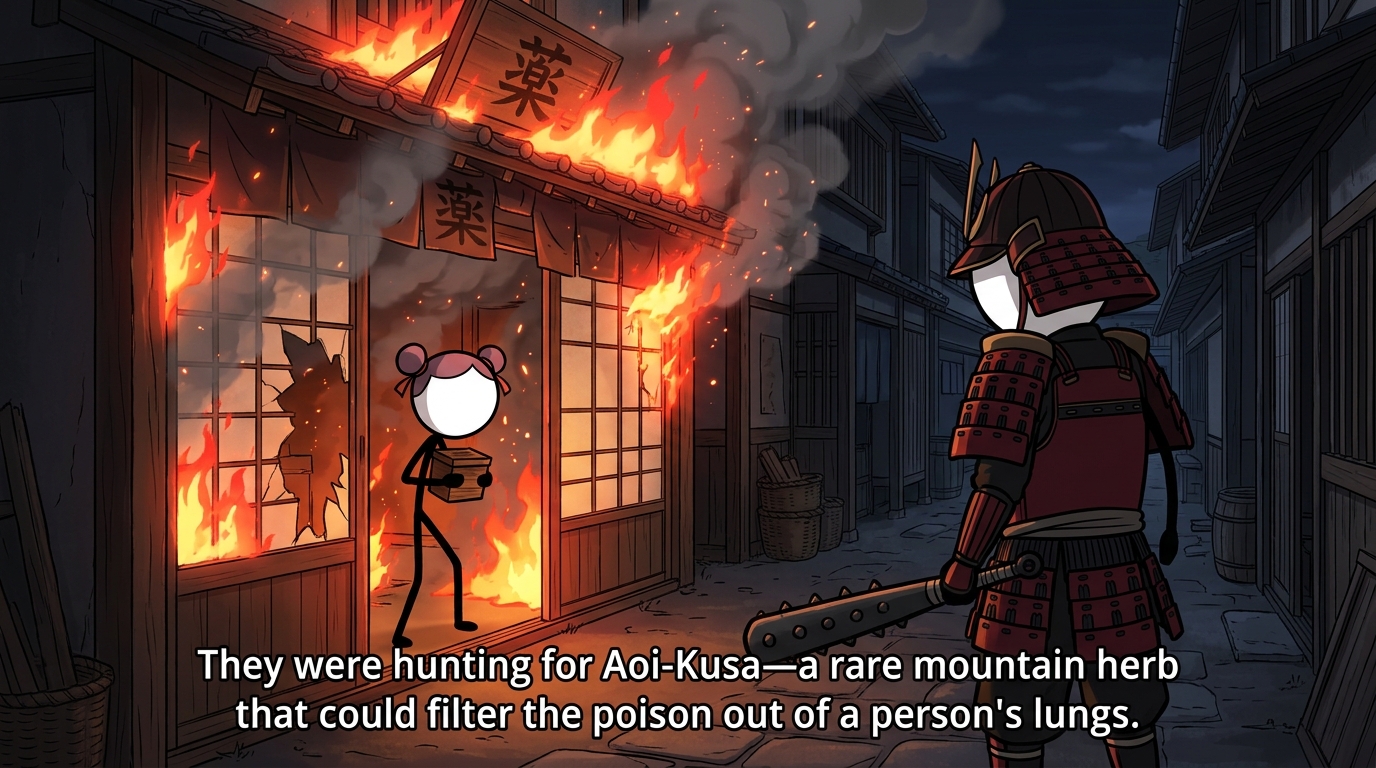 薬
薬
They were hunting for Aoi-Kusa—a rare mountain herb
that could filter the poison out of a person's lungs.